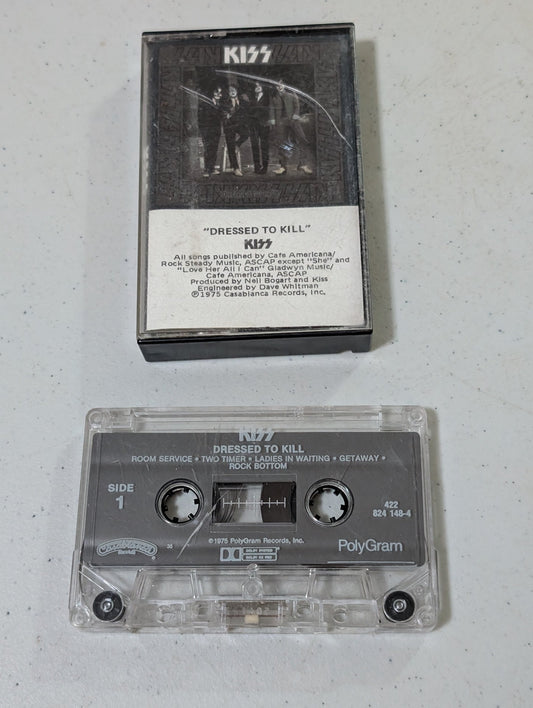 KISS
"DRESSED TO KILL"
KISS
All songs published by Cafe Americana/
Rock Steady Music, ASCAP except "She" and
"Love Her All I Can" Gladwyn Music/
Cafe Americana, ASCAP
Produced by Neil Bogart and Kiss
Engineered by Dave Whitman
℗1975 Casablanca Records, Inc.
KISS
DRESSED TO KILL
ROOM SERVICE • TWO TIMER • LADIES IN WAITING • GETAWAY •
ROCK BOTTOM
SIDE
1
422
824 148-4
℗1975 PolyGram Records, Inc.
Casablanca
DOLBY SYSTEM
PolyGram